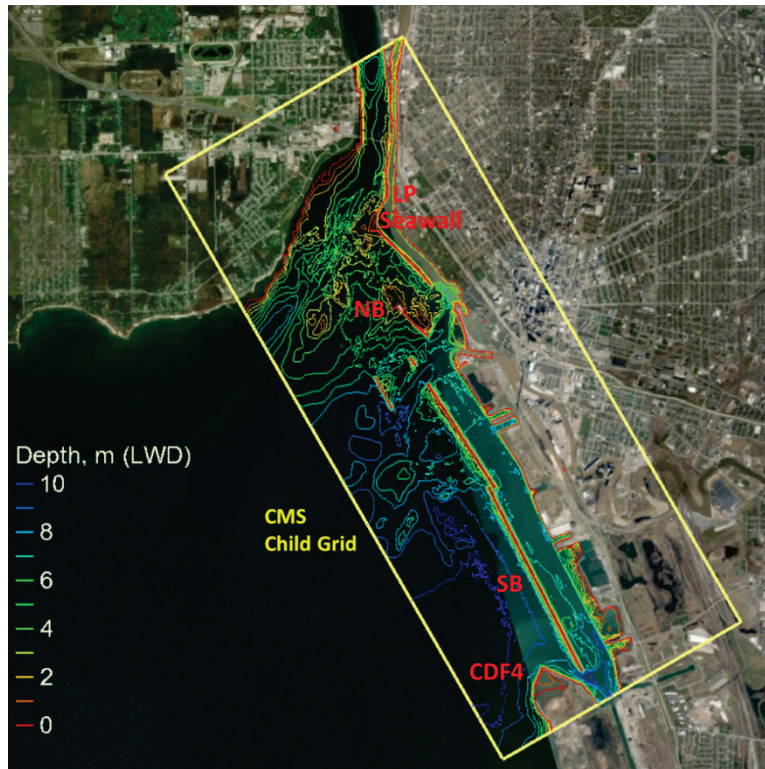 LP
Seawall
NB
Depth, m (LWD)
10
8
6
4
2
0
CMS
Child Grid
SB
CDF4